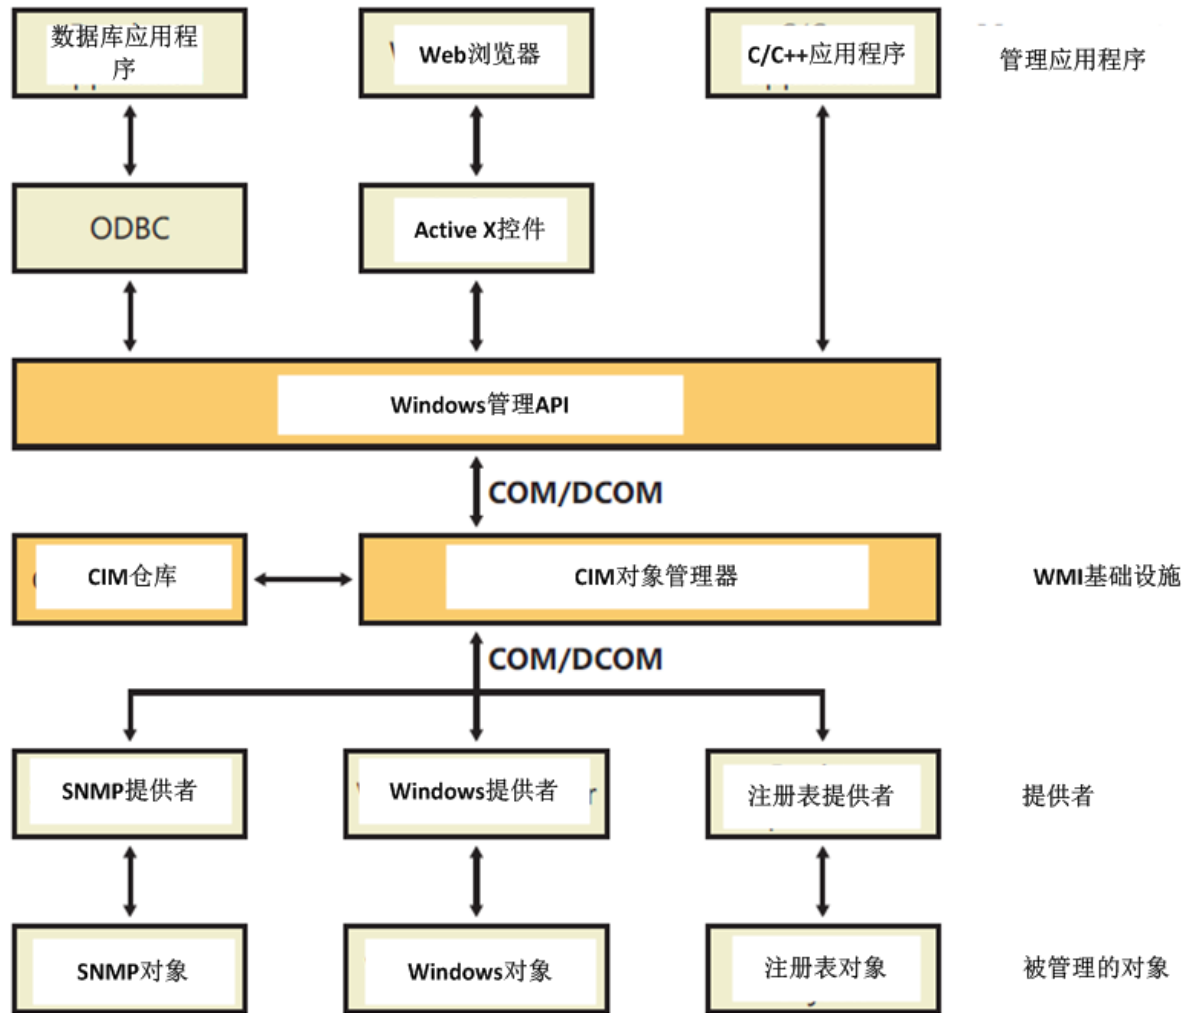 数据库应用程
序
Web浏览器
C/C++应用程序
管理应用程序
ODBC
Active X控件
Windows管理API
COM/DCOM
CIM仓库
CIM对象管理器
WMI基础设施
COM/DCOM
SNMP提供者
Windows提供者
注册表提供者
提供者
SNMP对象
Windows对象
注册表对象
被管理的对象